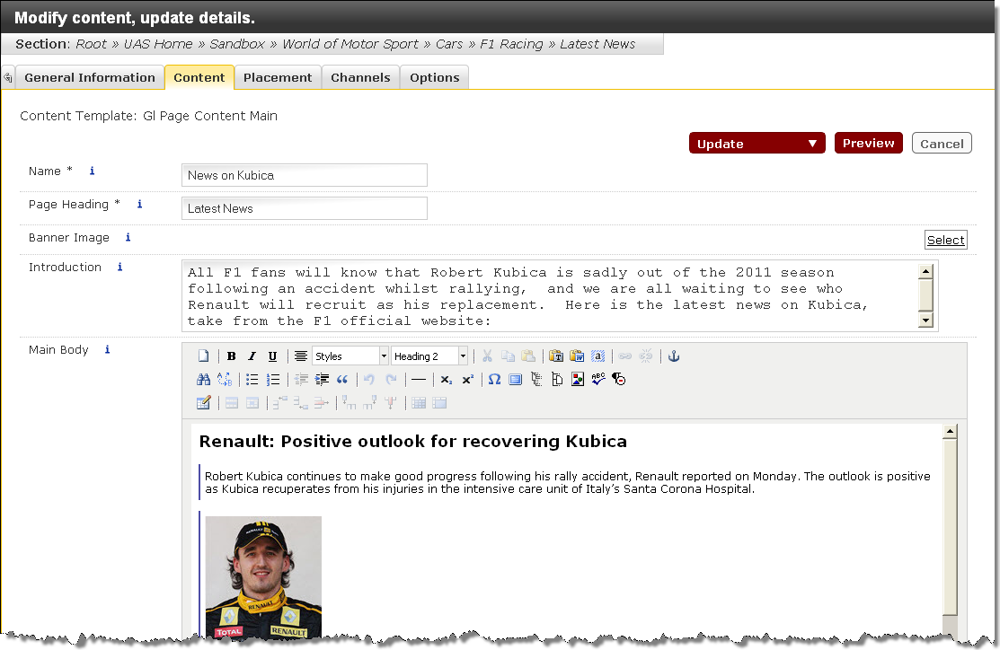 Modify content, update details.
Section: Root » UAS Home » Sandbox » World of Motor Sport » Cars » F1 Racing » Latest News
General Information Content Placement Channels Options
Content Template: Gl Page Content Main
Update Preview Cancel
Name * i News on Kubica
Page Heading * i Latest News
Banner Image i Select
Introduction i
All F1 fans will know that Robert Kubica is sadly out of the 2011 season
following an accident whilst rallying,  and we are all waiting to see who
Renault will recruit as his replacement.  Here is the latest news on Kubica,
take from the F1 official website:
Main Body i
B I U Styles Heading 2
Renault: Positive outlook for recovering Kubica
Robert Kubica continues to make good progress following his rally accident, Renault reported on Monday. The outlook is positive
as Kubica recuperates from his injuries in the intensive care unit of Italy’s Santa Corona Hospital.
RENAULT
RENAULT
TOTAL RENAULT